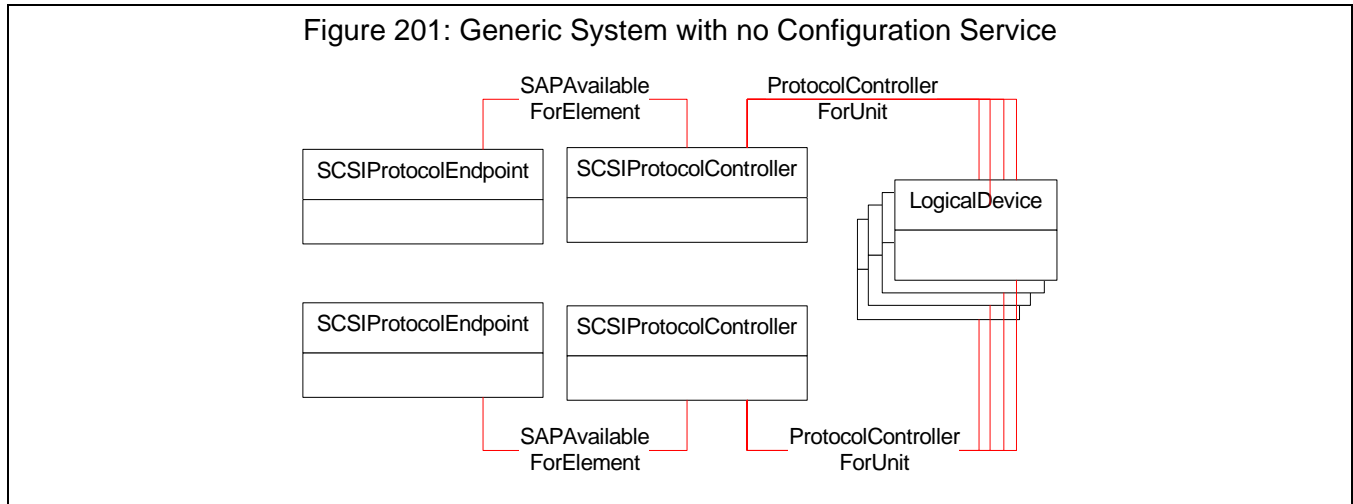 Figure 201: Generic System with no Configuration Service
SAPAvailable
ForElement
ProtocolController
ForUnit
SCSIProtocolEndpoint
SCSIProtocolController
LogicalDevice
SCSIProtocolEndpoint
SCSIProtocolController
SAPAvailable
ForElement
ProtocolController
ForUnit